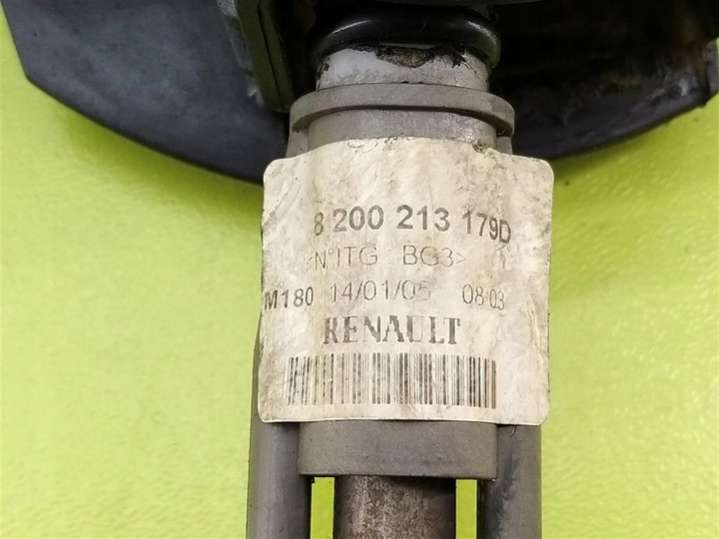 8 200 213 179D
<N°ITG BG3>
M180 14/01/05 08:03
RENAULT